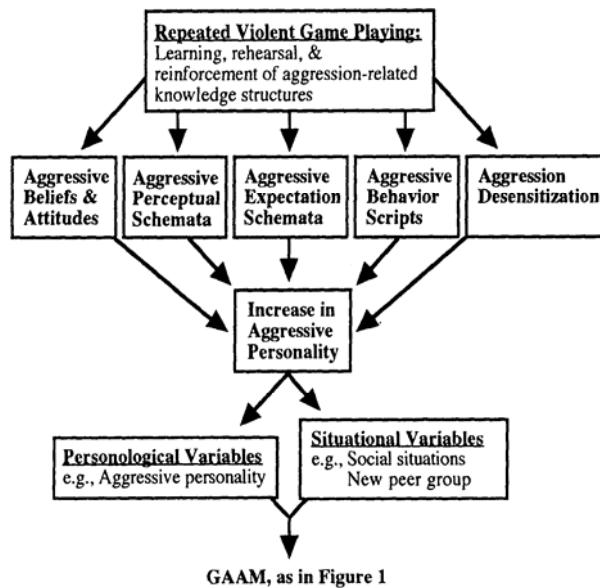 Repeated Violent Game Playing:
Learning, rehearsal, &
reinforcement of aggression-related
knowledge structures
Aggressive
Beliefs &
Attitudes
Aggressive
Perceptual
Schemata
Aggressive
Expectation
Schemata
Aggressive
Behavior
Scripts
Aggression
Desensitization
Increase in
Aggressive
Personality
Personological Variables
e.g., Aggressive personality
Situational Variables
e.g., Social situations
New peer group
GAAM, as in Figure 1